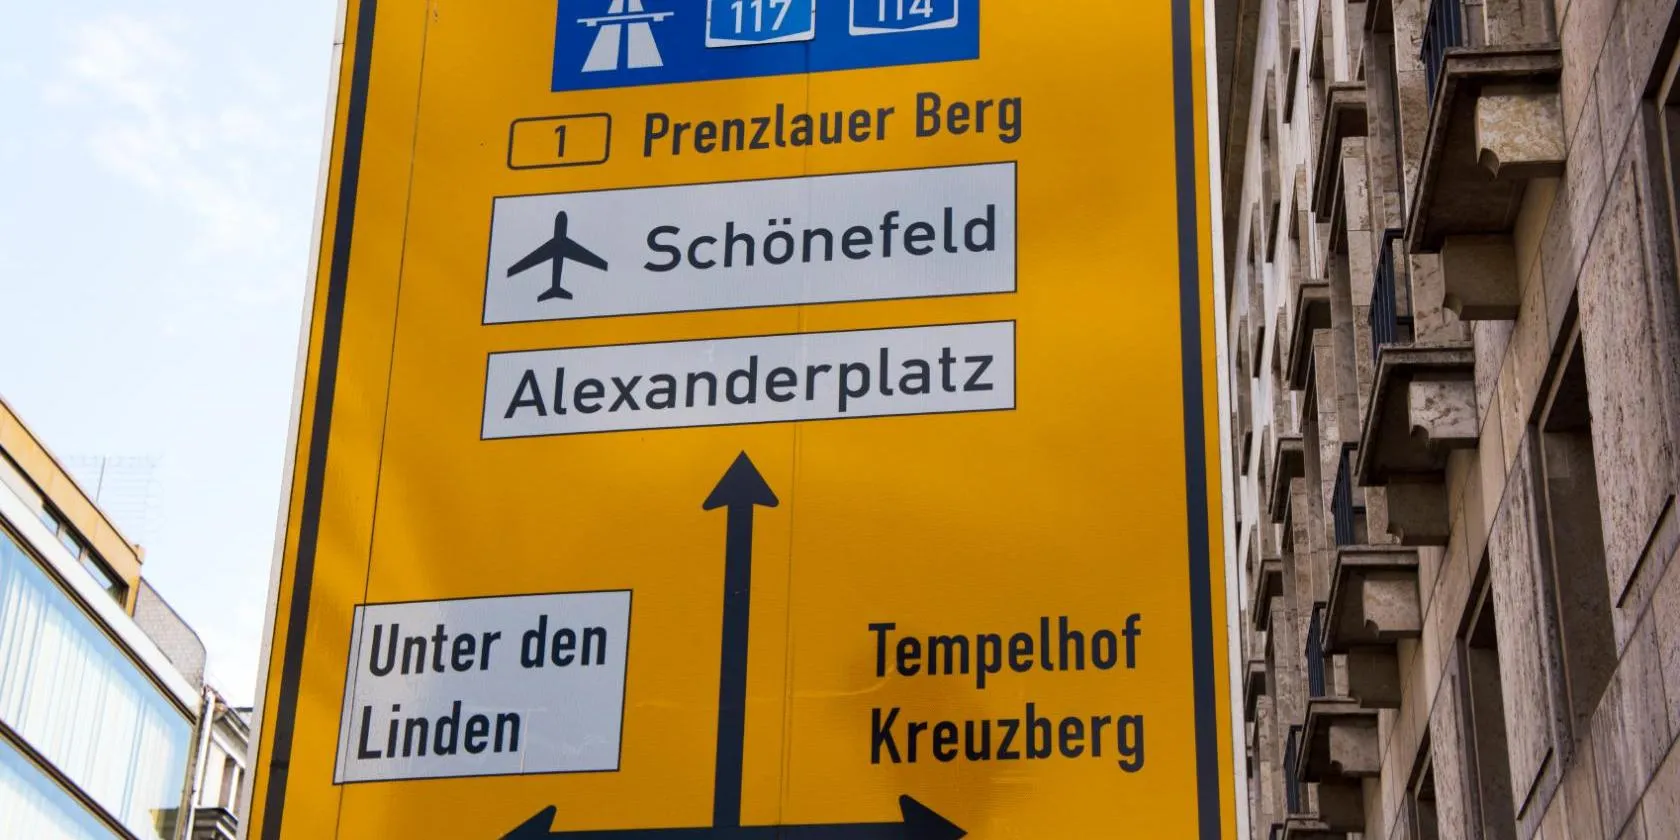 117 114
1 Prenzlauer Berg
Schönefeld
Alexanderplatz
Unter den
Linden
Tempelhof
Kreuzberg